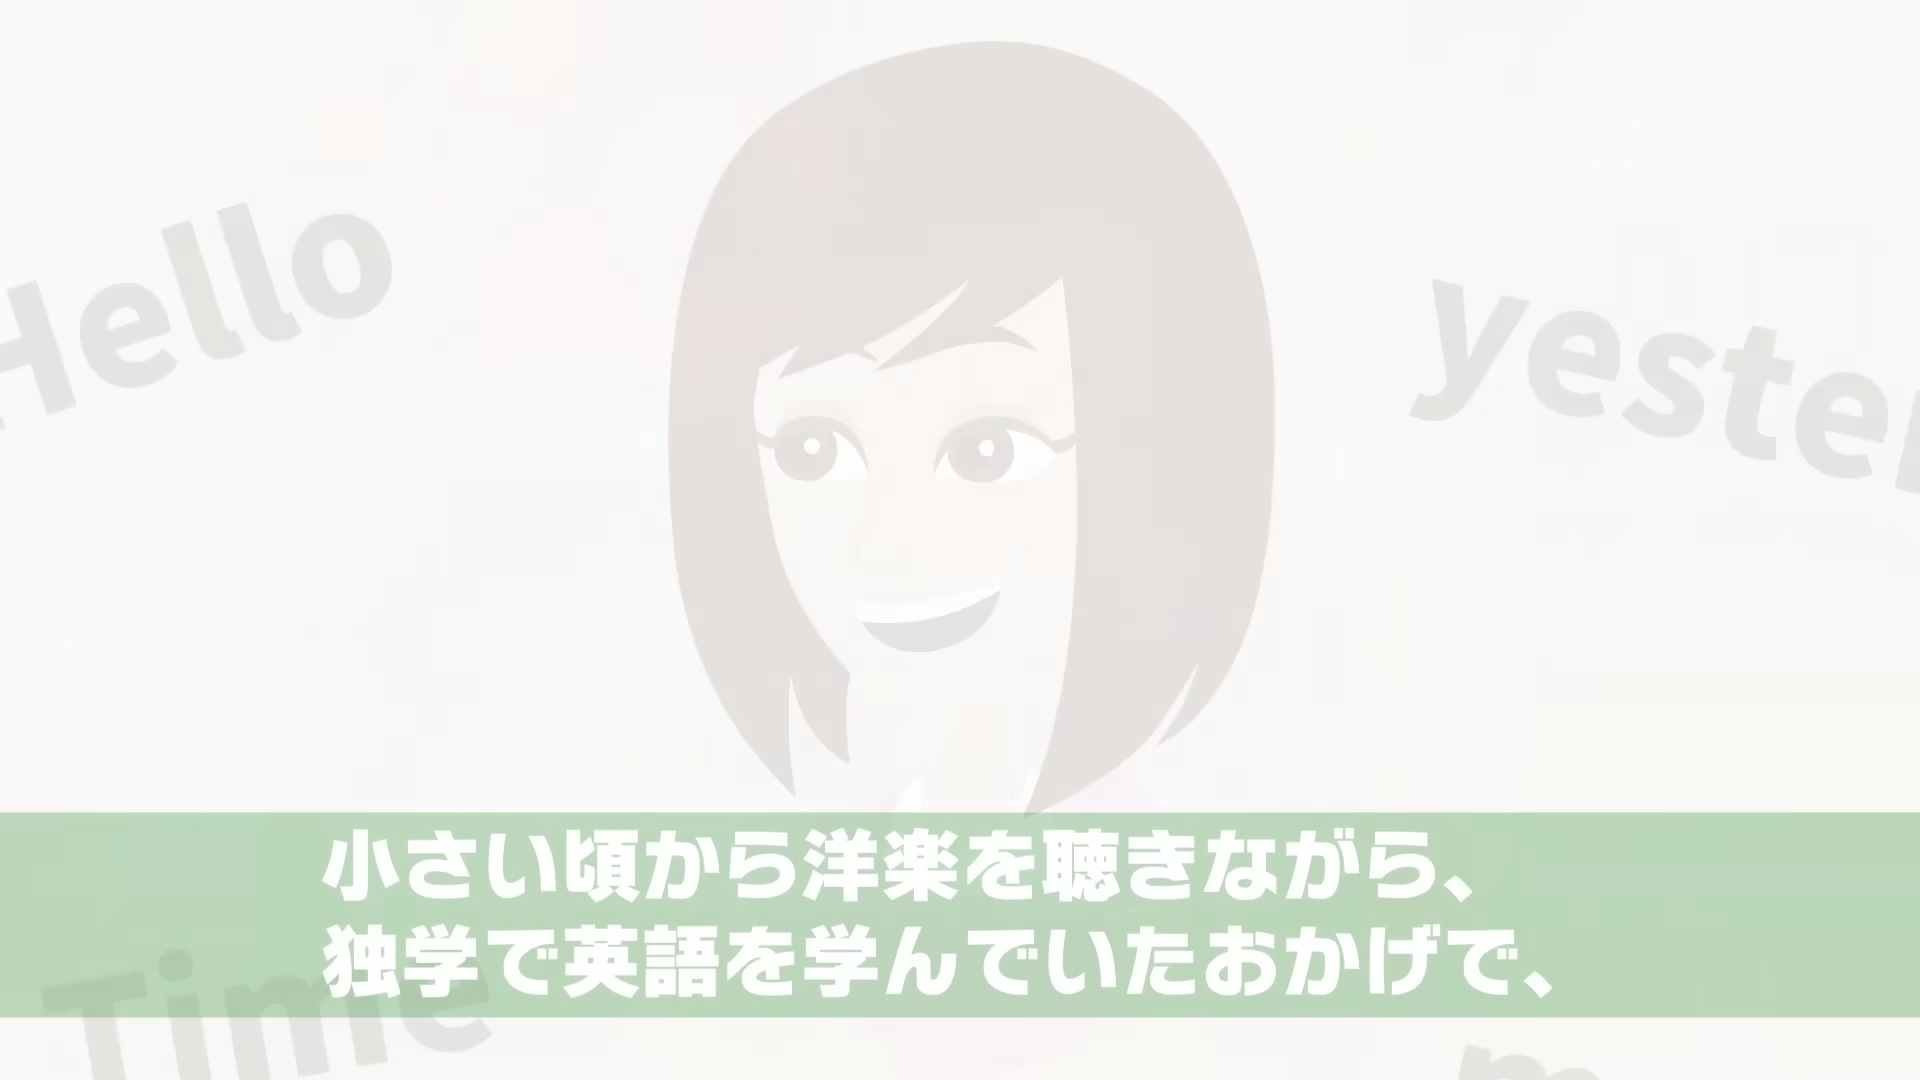 Hello
yester
小さい頃から洋楽を聴きながら、
独学で英語を学んでいたおかげで、
Time
m